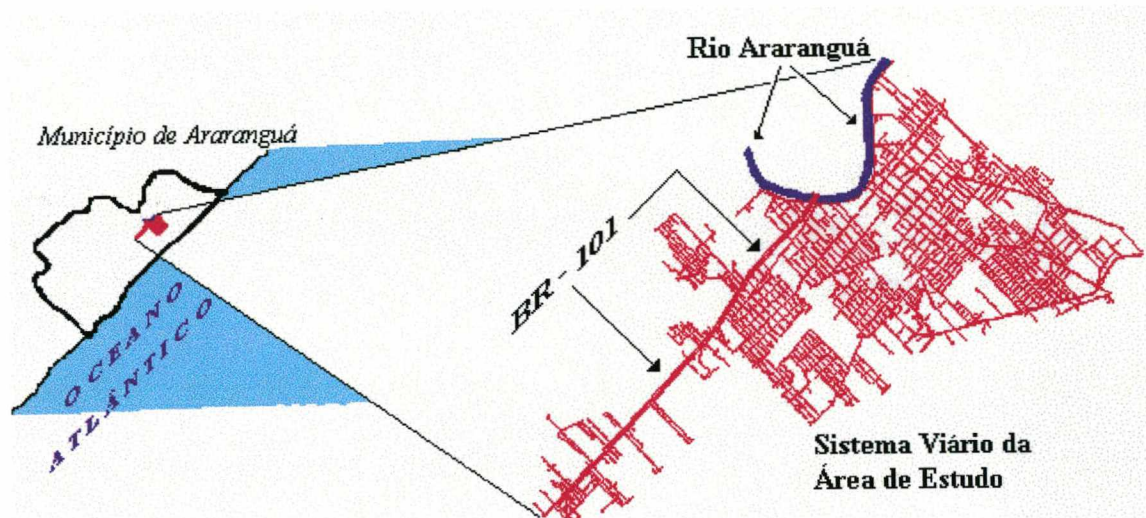 Rio Araranguá
Município de Araranguá
BR - 101
OCEANO
ATLÂNTICO
Sistema Viário da
Área de Estudo